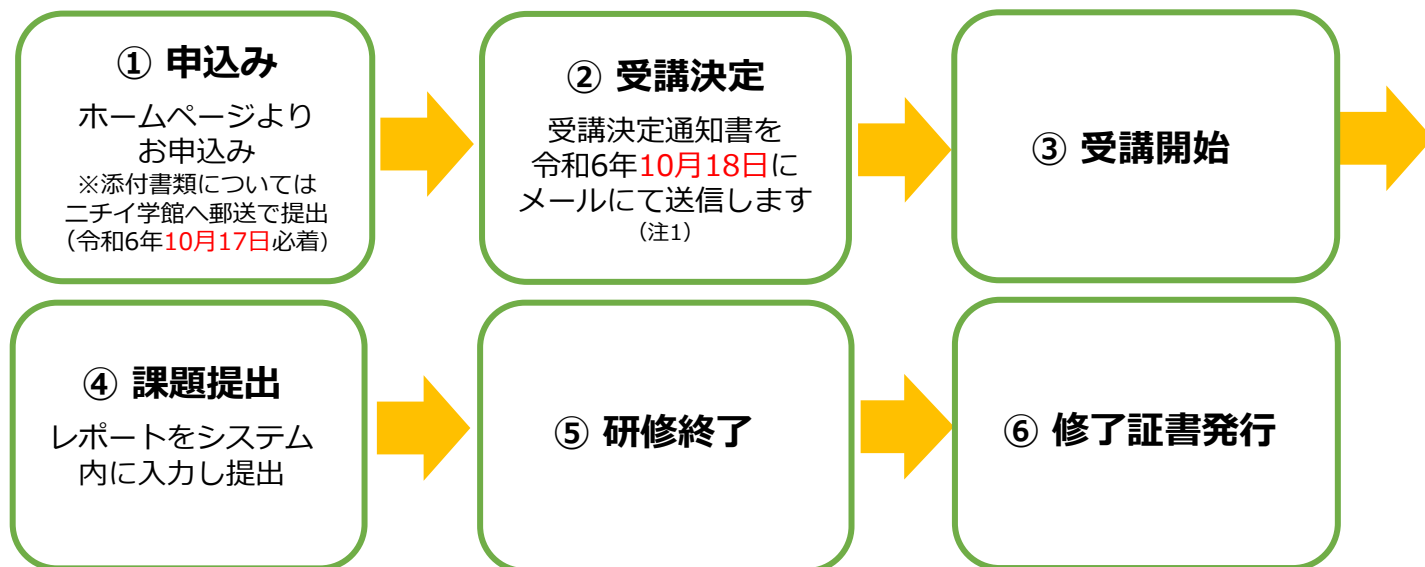 ① 申込み
ホームページより
お申込み
※添付書類については
ニチイ学館へ郵送で提出
（令和6年10月17日必着）
② 受講決定
受講決定通知書を
令和6年10月18日に
メールにて送信します
（注1）
③ 受講開始
④ 課題提出
レポートをシステム
内に入力し提出
⑤ 研修終了
⑥ 修了証書発行